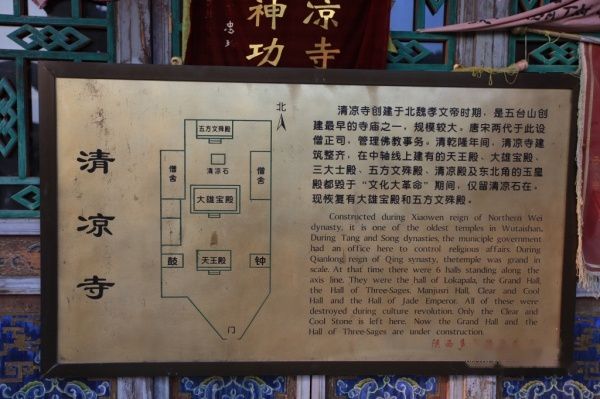 凉寺
神功
清凉寺
北
五方文殊殿
清凉石
僧舍
僧舍
大雄宝殿
天王殿
鼓
钟
门
清凉寺创建于北魏孝文帝时期，是五台山创
建最早的寺庙之一，规模较大。唐宋两代于此设
僧正司，管理佛教事务。清乾隆年间，清凉寺建
筑整齐，在中轴线上建有的天王殿、大雄宝殿、
三大士殿、五方文殊殿、清凉殿及东北角的玉皇
殿都毁于“文化大革命”期间，仅留清凉石在。
现恢复有大雄宝殿和五方文殊殿。
Constructed during Xiaowen reign of Northern Wei
dynasty, it is one of the oldest temples in Wutaishan.
During Tang and Song dynasties, the municiple government
had an office here to control religious affairs. During
Qianlong reign of Qing synasty, thetemple was grand in
scale. At that time there were 6 halls standing along the
axis line. They were the hall of Lokapala, the Grand Hall,
the Hall of Three-Sages, Manjusri Hall, Clear and Cool
Hall and the Hall of Jade Emperor. All of these were
destroyed during culture revolution. Only the Clear and
Cool Stone is left here. Now the Grand Hall and the
Hall of Three-Sages are under construction.
陕西